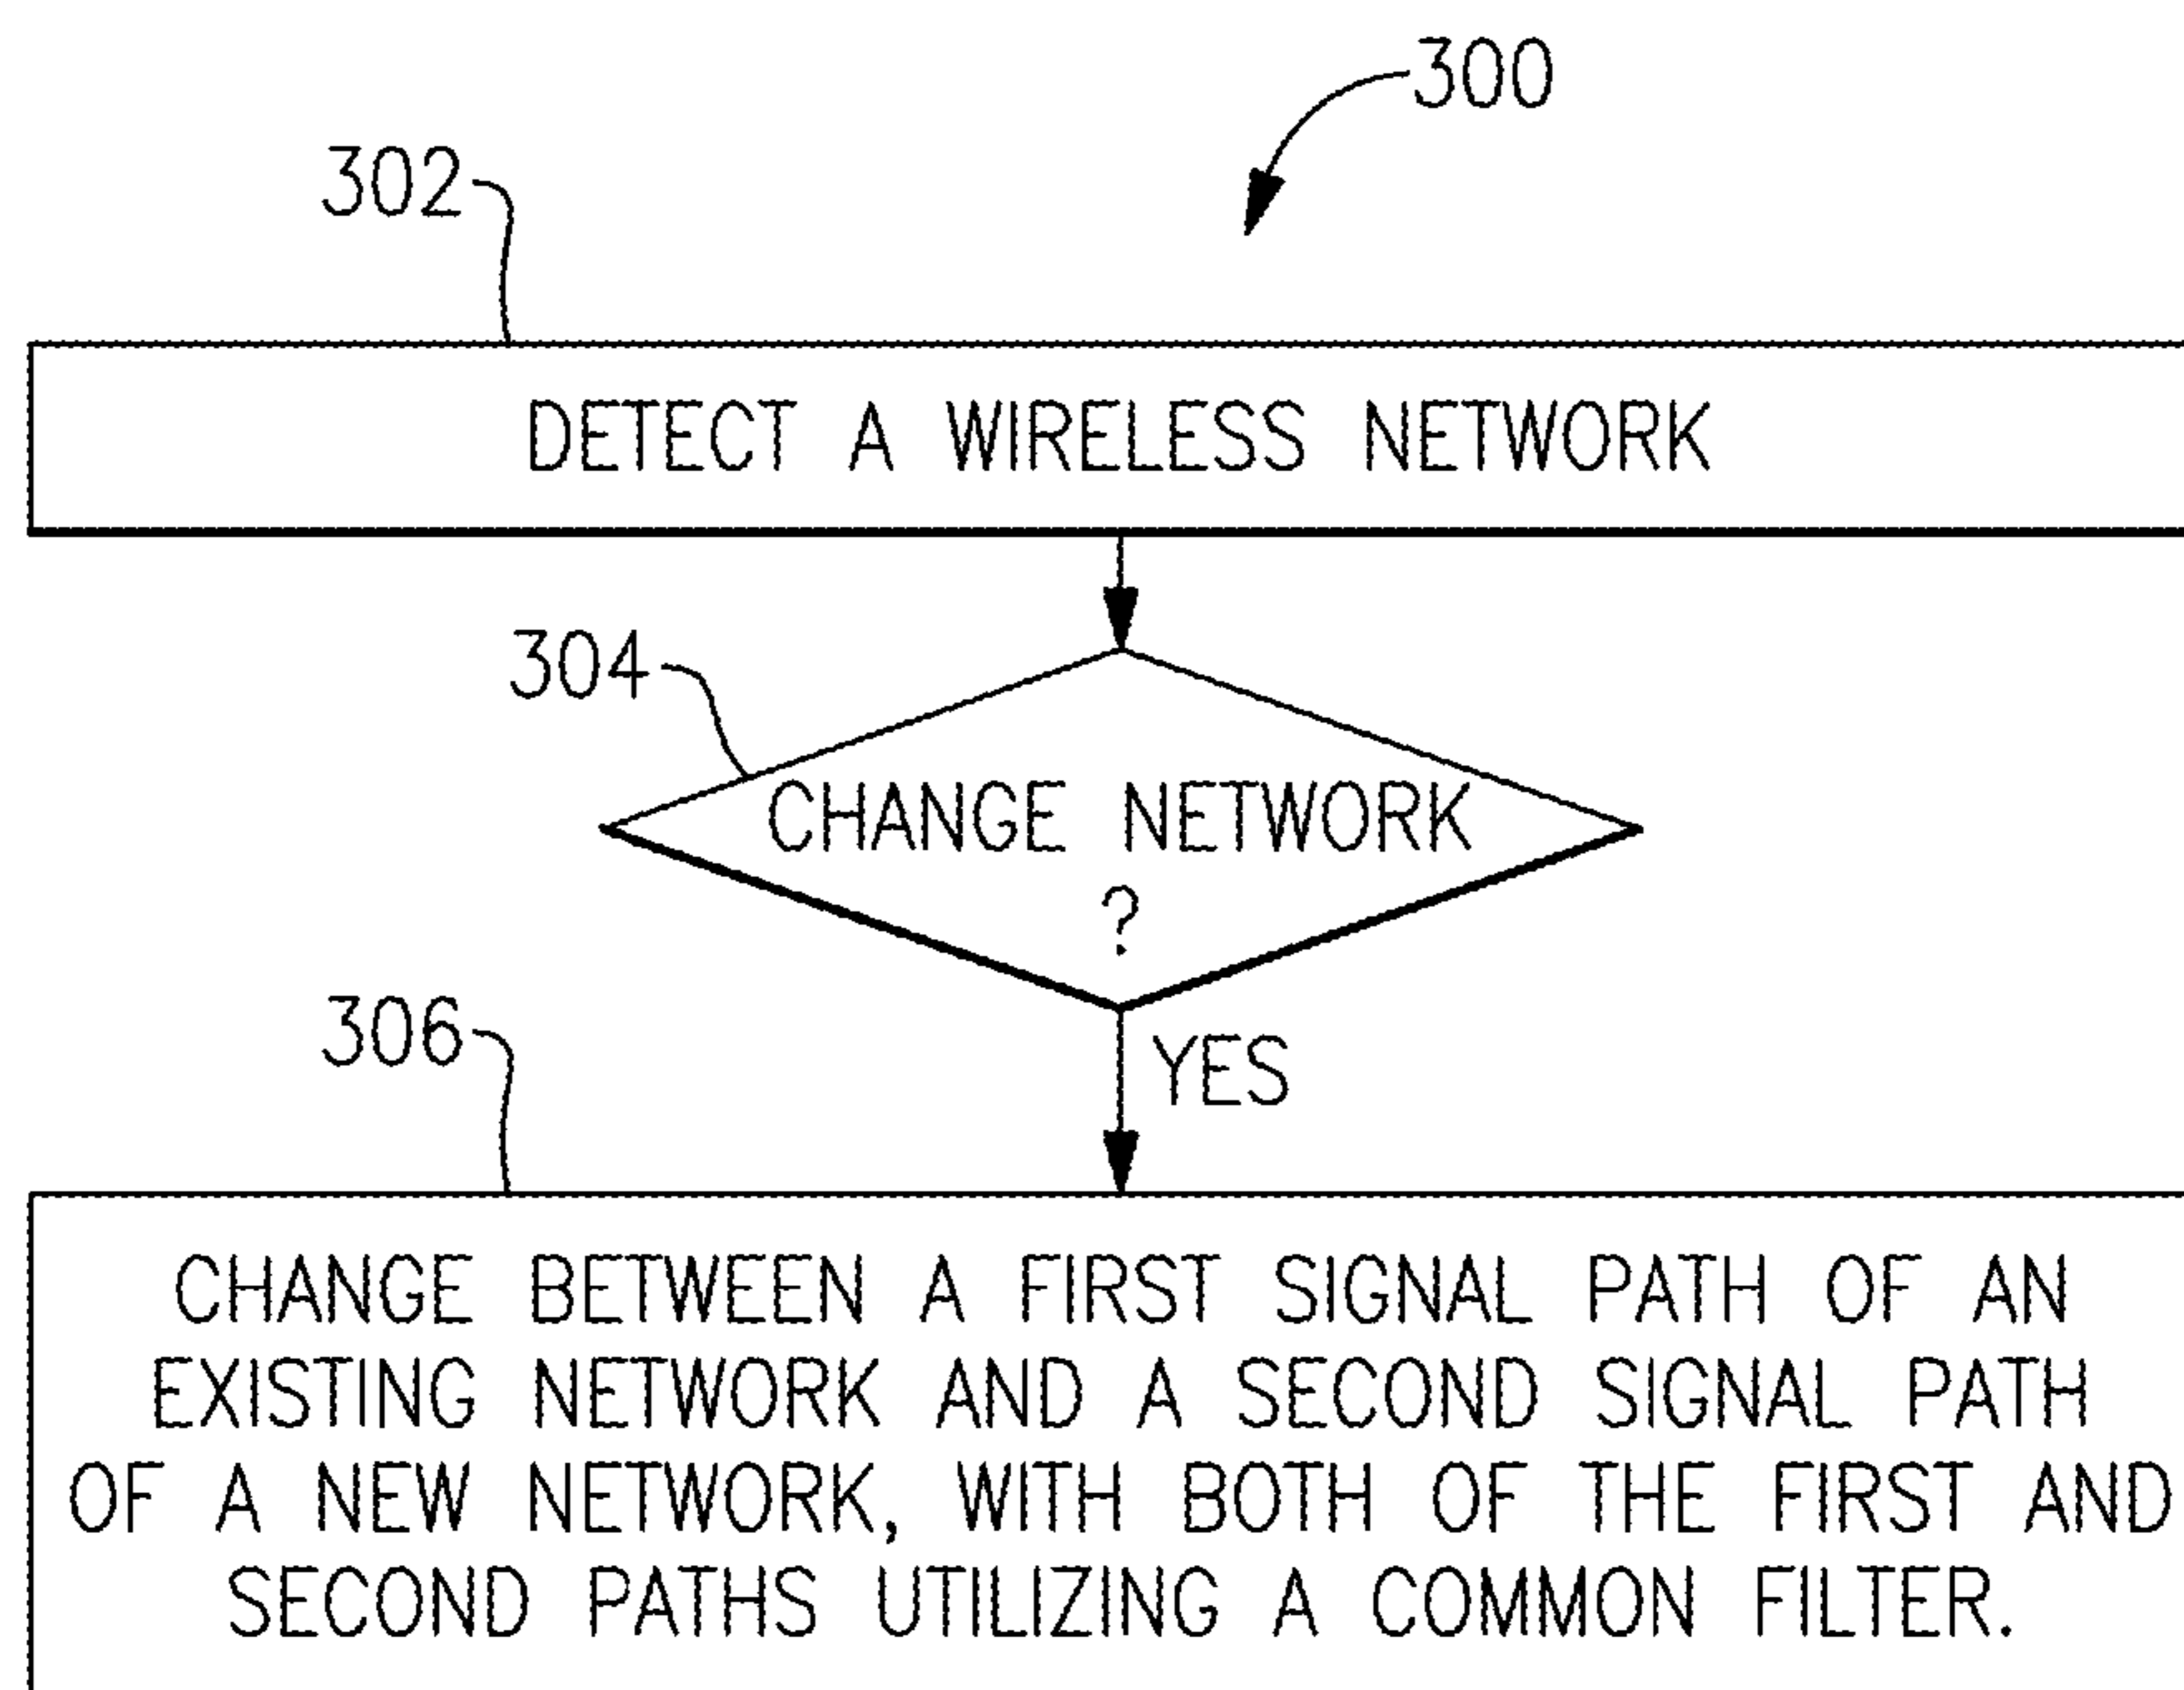 300
302
DETECT A WIRELESS NETWORK
304
CHANGE NETWORK
?
306
YES
CHANGE BETWEEN A FIRST SIGNAL PATH OF AN
EXISTING NETWORK AND A SECOND SIGNAL PATH
OF A NEW NETWORK, WITH BOTH OF THE FIRST AND
SECOND PATHS UTILIZING A COMMON FILTER.